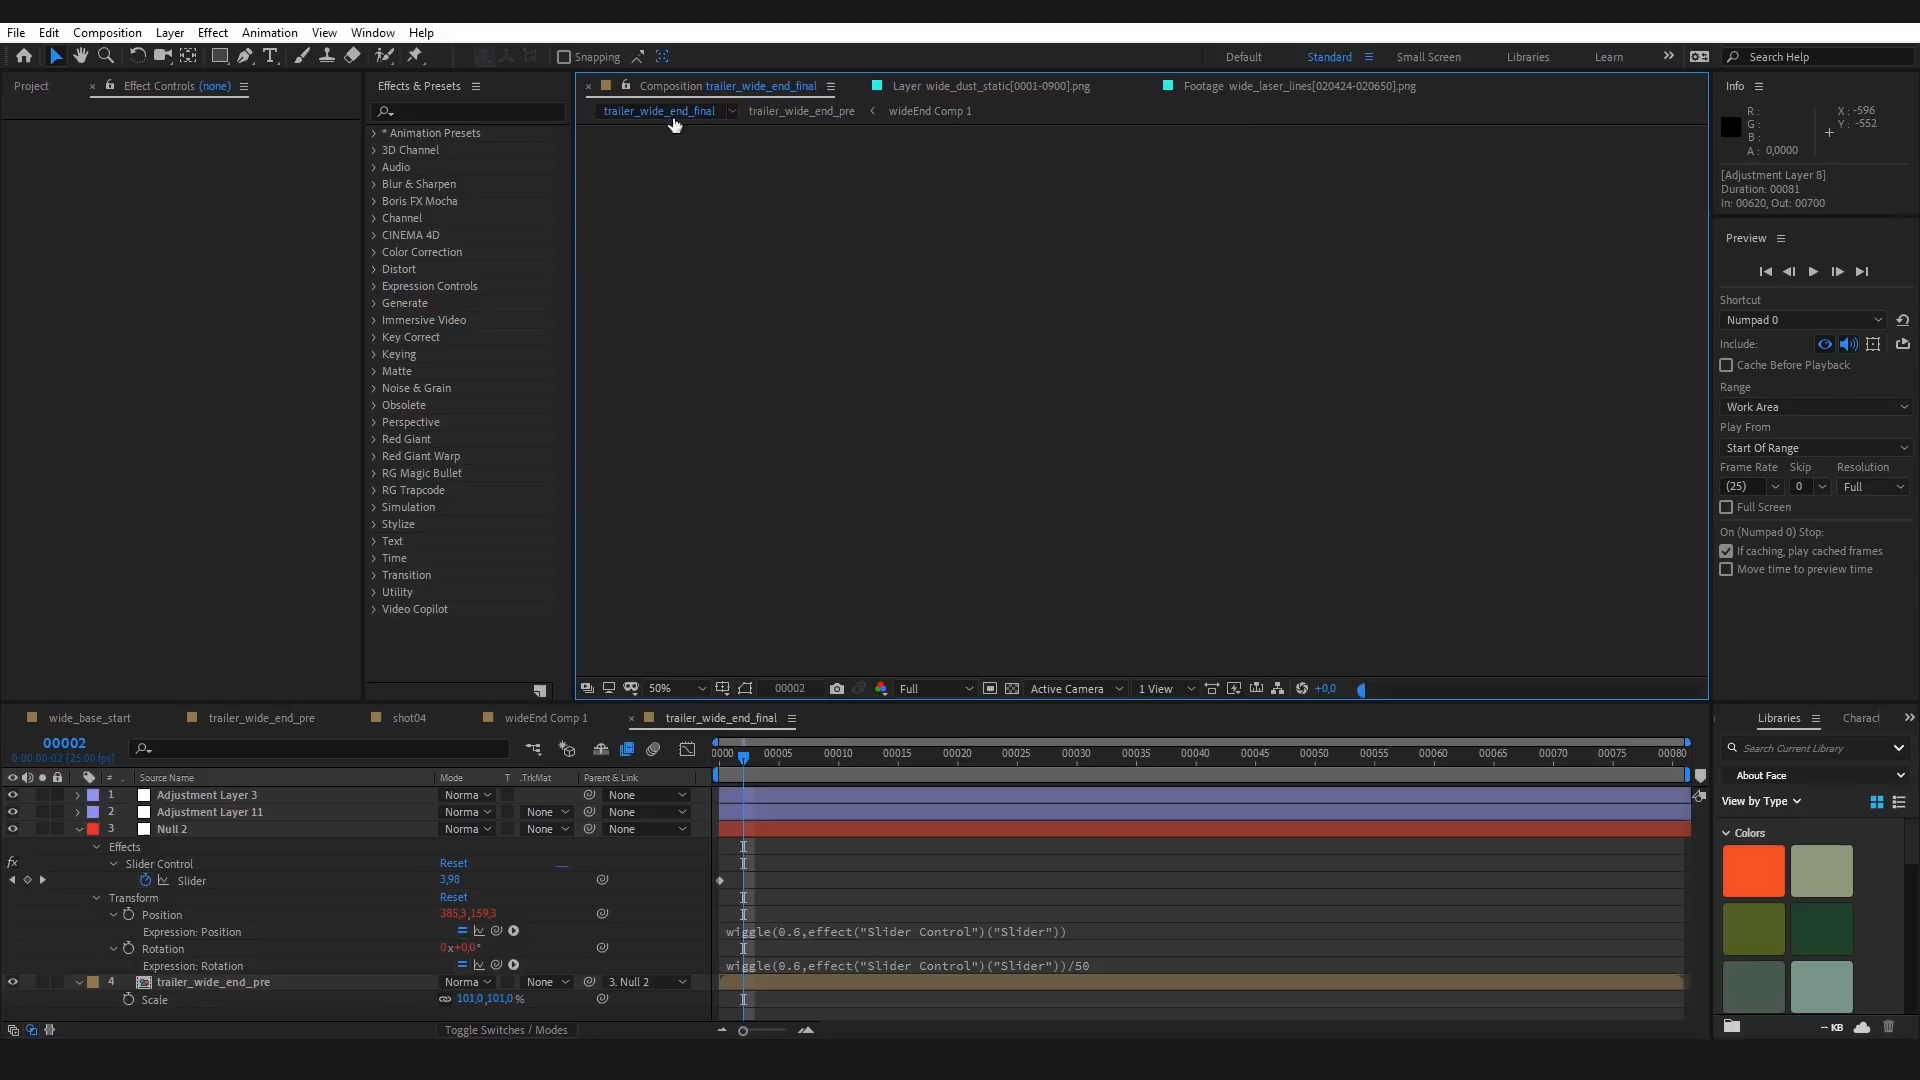 File Edit Composition Layer Effect Animation View Window Help
Snapping Default Standard Small Screen Libraries Learn Search Help
Project Effect Controls (none) Effects & Presets Composition trailer_wide_end_final Layer wide_dust_static[0001-0900].png Footage wide_laser_lines[020424-020650].png Info
trailer_wide_end_final trailer_wide_end_pre wideEnd Comp 1
R : X : -596
G : Y : -552
B :
A : 0,0000
[Adjustment Layer 8]
Duration: 00081
In: 00620, Out: 00700
* Animation Presets
3D Channel
Audio
Blur & Sharpen
Boris FX Mocha
Channel
CINEMA 4D
Color Correction
Distort
Expression Controls
Generate
Immersive Video
Key Correct
Keying
Matte
Noise & Grain
Obsolete
Perspective
Red Giant
Red Giant Warp
RG Magic Bullet
RG Trapcode
Simulation
Stylize
Text
Time
Transition
Utility
Video Copilot
Preview
Shortcut
Numpad 0
Include:
Cache Before Playback
Range
Work Area
Play From
Start Of Range
Frame Rate Skip Resolution
(25) 0 Full
Full Screen
On (Numpad 0) Stop:
If caching, play cached frames
Move time to preview time
50% 00002 Full Active Camera 1 View +0,0
wide_base_start trailer_wide_end_pre shot04 wideEnd Comp 1 trailer_wide_end_final
00002
0:00:00:02 (25.00 fps)
0000 00005 00010 00015 00020 00025 00030 00035 00040 00045 00050 00055 00060 00065 00070 00075 00080
# Source Name Mode T .TrkMat Parent & Link
1 Adjustment Layer 3 Norma None
2 Adjustment Layer 11 Norma None None
3 Null 2 Norma None None
Effects
fx Slider Control Reset
Slider 3,98
Transform Reset
Position 385,3,159,3
Expression: Position wiggle(0.6,effect("Slider Control")("Slider"))
Rotation 0x+0,0°
Expression: Rotation wiggle(0.6,effect("Slider Control")("Slider"))/50
4 trailer_wide_end_pre Norma None 3. Null 2
Scale 101,0,101,0%
Toggle Switches / Modes
Libraries Charact
Search Current Library
About Face
View by Type
Colors
-- KB